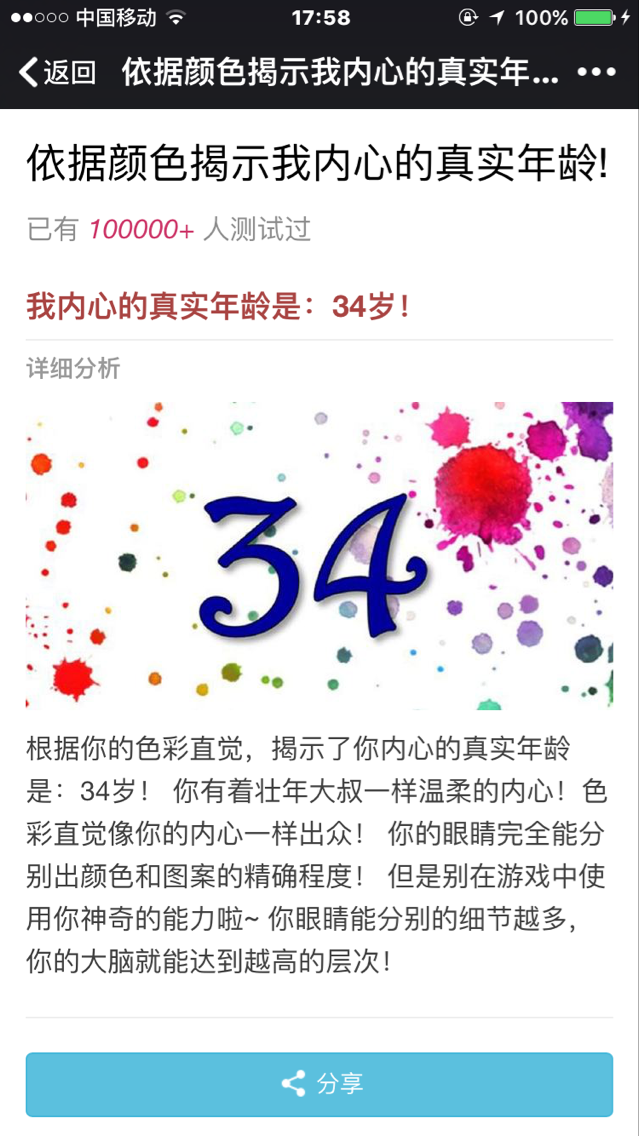 中国移动 17:58 100%
返回 依据颜色揭示我内心的真实年...
依据颜色揭示我内心的真实年龄!
已有 100000+ 人测试过
我内心的真实年龄是：34岁！
详细分析
34
根据你的色彩直觉，揭示了你内心的真实年龄
是：34岁！ 你有着壮年大叔一样温柔的内心！色
彩直觉像你的内心一样出众！ 你的眼睛完全能分
别出颜色和图案的精确程度！ 但是别在游戏中使
用你神奇的能力啦~ 你眼睛能分别的细节越多，
你的大脑就能达到越高的层次！
分享